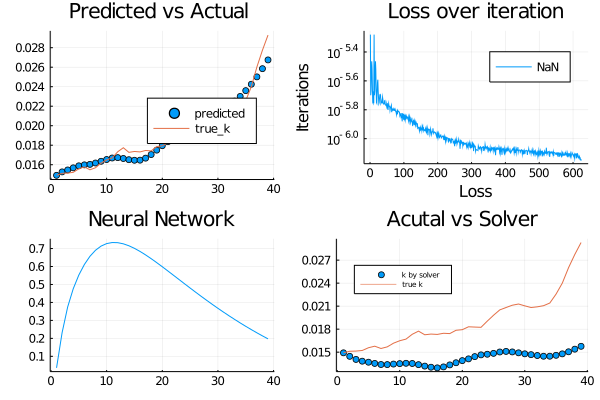 Predicted vs Actual
0.028
0.026
0.024
0.022
0.020
0.018
0.016
0 10 20 30 40
predicted
true_k
Loss over iteration
Iterations
10^-5.4
10^-5.6
10^-5.8
10^-6.0
0 100 200 300 400 500 600
Loss
NaN
Neural Network
0.7
0.6
0.5
0.4
0.3
0.2
0.1
0 10 20 30 40
Acutal vs Solver
0.027
0.024
0.021
0.018
0.015
0 10 20 30 40
k by solver
true k